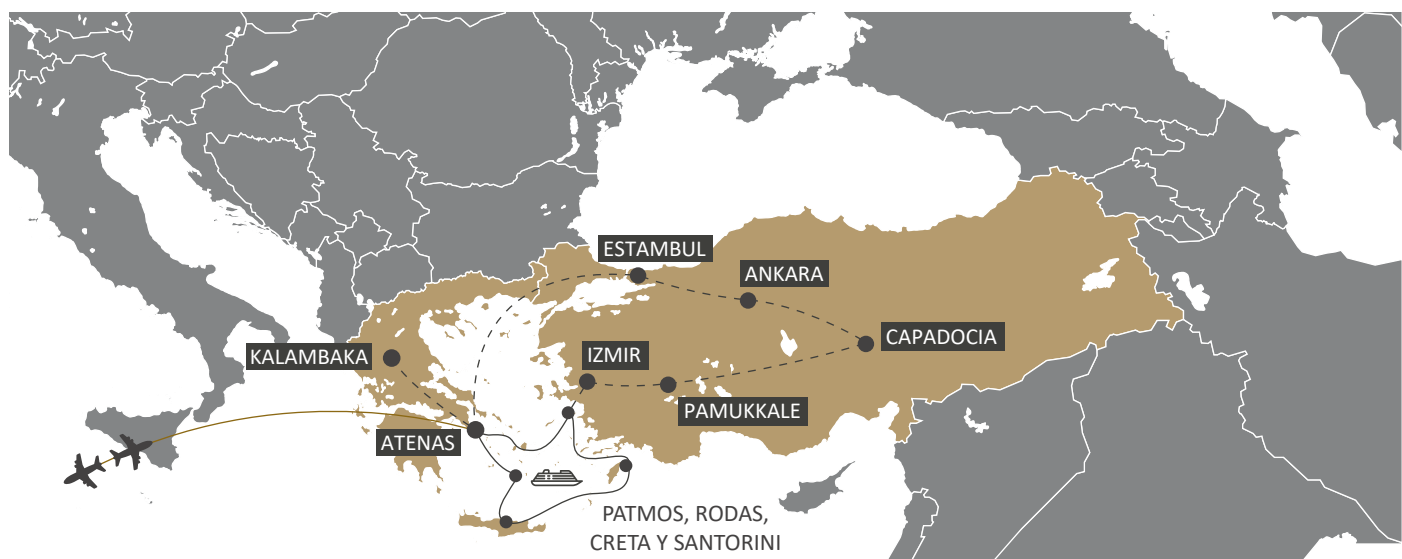 ESTAMBUL
ANKARA
CAPADOCIA
KALAMBAKA
IZMIR
PAMUKKALE
ATENAS
PATMOS, RODAS,
CRETA Y SANTORINI